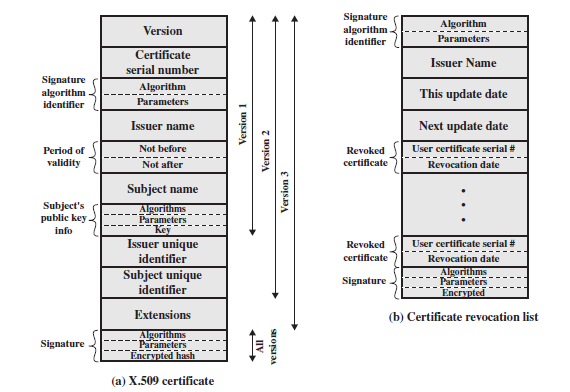 Version
Certificate
serial number
Signature
algorithm
identifier
Algorithm
Parameters
Issuer name
Period of
validity
Not before
Not after
Subject name
Subject's
public key
info
Algorithms
Parameters
Key
Issuer unique
identifier
Subject unique
identifier
Extensions
Signature
Algorithms
Parameters
Encrypted hash
Version 1
Version 2
Version 3
All
versions
(a) X.509 certificate
Signature
algorithm
identifier
Algorithm
Parameters
Issuer Name
This update date
Next update date
Revoked
certificate
User certificate serial #
Revocation date
•
•
•
Revoked
certificate
User certificate serial #
Revocation date
Signature
Algorithms
Parameters
Encrypted
(b) Certificate revocation list